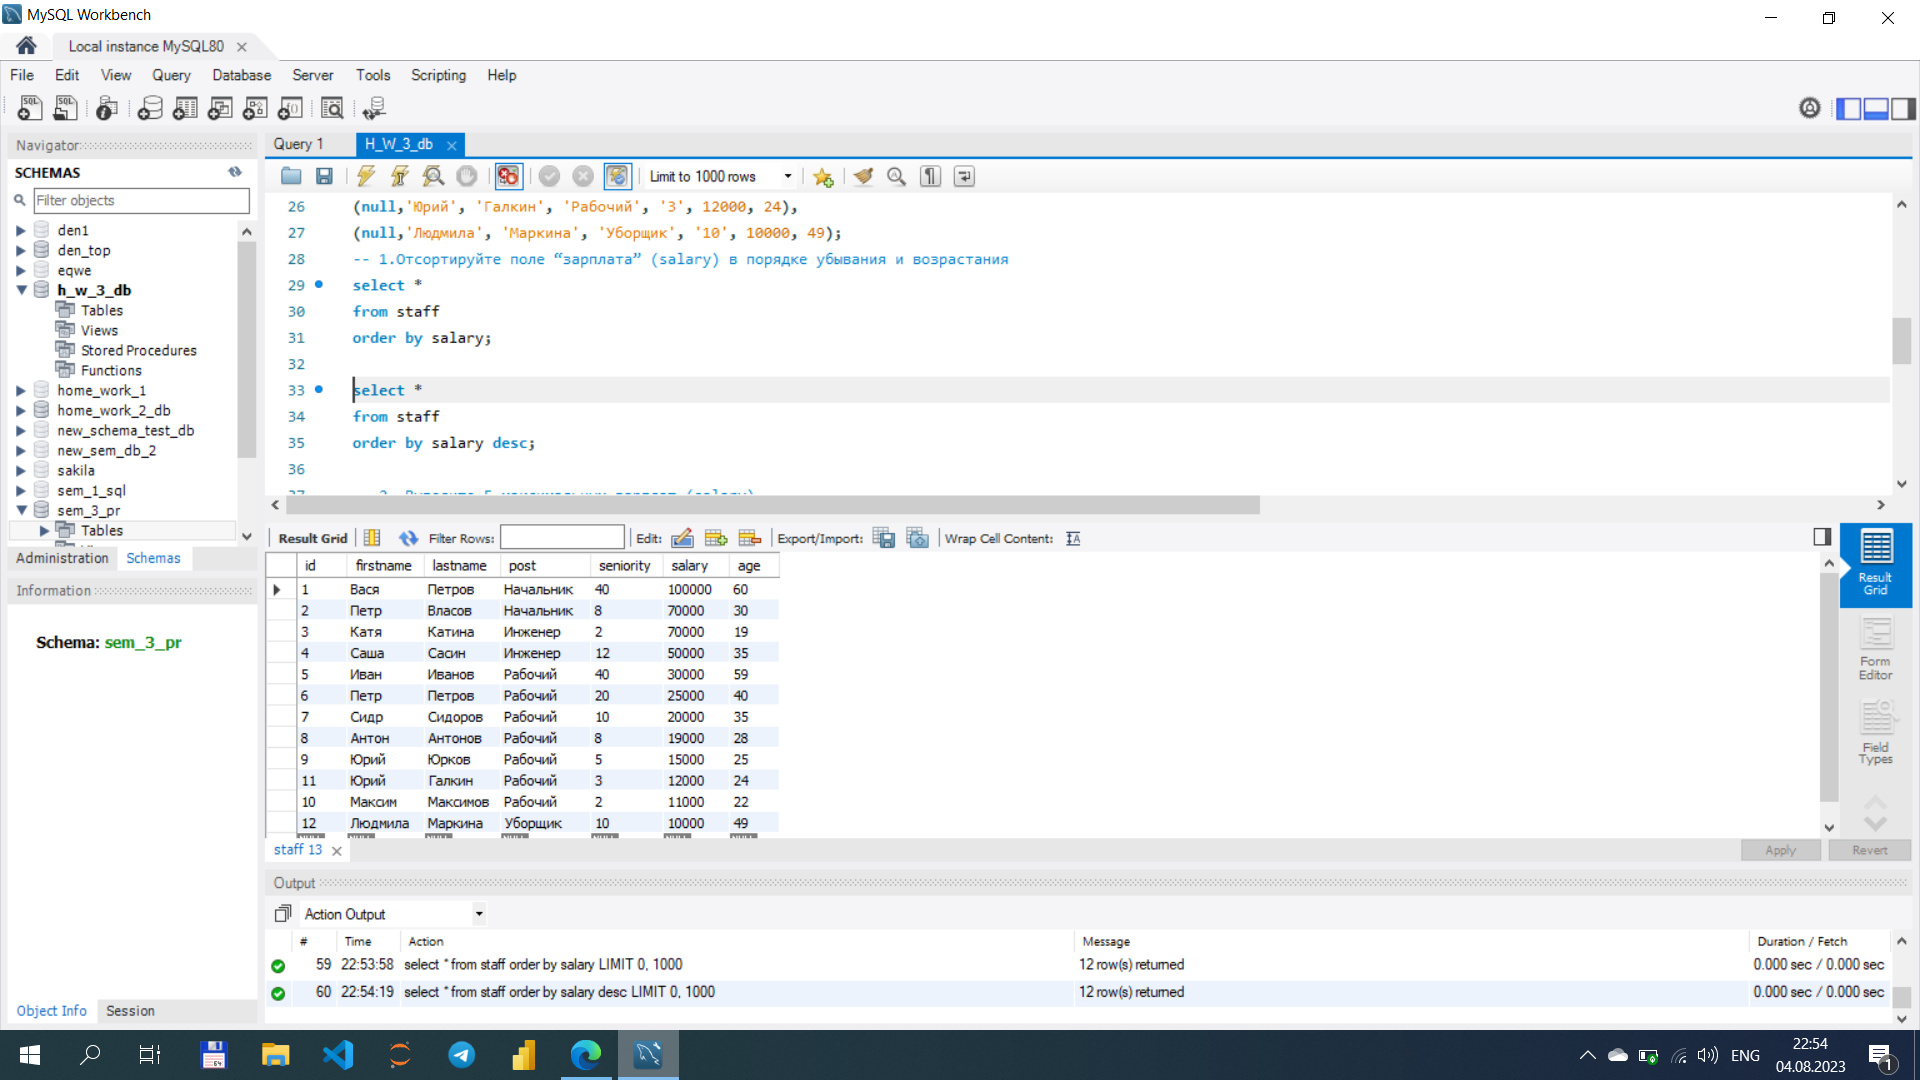 MySQL Workbench
Local instance MySQL80
File Edit View Query Database Server Tools Scripting Help
Navigator
SCHEMAS
Filter objects
den1
den_top
eqwe
h_w_3_db
Tables
Views
Stored Procedures
Functions
home_work_1
home_work_2_db
new_schema_test_db
new_sem_db_2
sakila
sem_1_sql
sem_3_pr
Tables
Administration Schemas
Information
Schema: sem_3_pr
Object Info Session
Query 1 H_W_3_db
Limit to 1000 rows
26 (null,'Юрий', 'Галкин', 'Рабочий', '3', 12000, 24),
27 (null,'Людмила', 'Маркина', 'Уборщик', '10', 10000, 49);
28 -- 1.Отсортируйте поле “зарплата” (salary) в порядке убывания и возрастания
29 select *
30 from staff
31 order by salary;
32
33 select *
34 from staff
35 order by salary desc;
36
Result Grid Filter Rows: Edit: Export/Import: Wrap Cell Content:
id firstname lastname post seniority salary age
1 Вася Петров Начальник 40 100000 60
2 Петр Власов Начальник 8 70000 30
3 Катя Катина Инженер 2 70000 19
4 Саша Сасин Инженер 12 50000 35
5 Иван Иванов Рабочий 40 30000 59
6 Петр Петров Рабочий 20 25000 40
7 Сидр Сидоров Рабочий 10 20000 35
8 Антон Антонов Рабочий 8 19000 28
9 Юрий Юрков Рабочий 5 15000 25
11 Юрий Галкин Рабочий 3 12000 24
10 Максим Максимов Рабочий 2 11000 22
12 Людмила Маркина Уборщик 10 10000 49
Result Grid
Form Editor
Field Types
staff 13
Apply Revert
Output
Action Output
# Time Action Message Duration / Fetch
59 22:53:58 select * from staff order by salary LIMIT 0, 1000 12 row(s) returned 0.000 sec / 0.000 sec
60 22:54:19 select * from staff order by salary desc LIMIT 0, 1000 12 row(s) returned 0.000 sec / 0.000 sec
ENG
22:54
04.08.2023
1